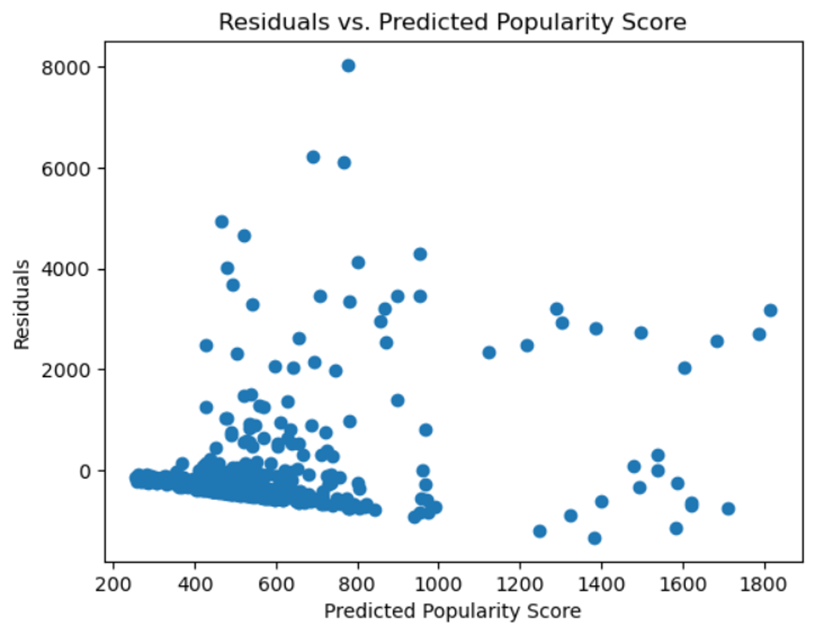 Residuals vs. Predicted Popularity Score
8000
6000
4000
2000
0
Residuals
200 400 600 800 1000 1200 1400 1600 1800
Predicted Popularity Score